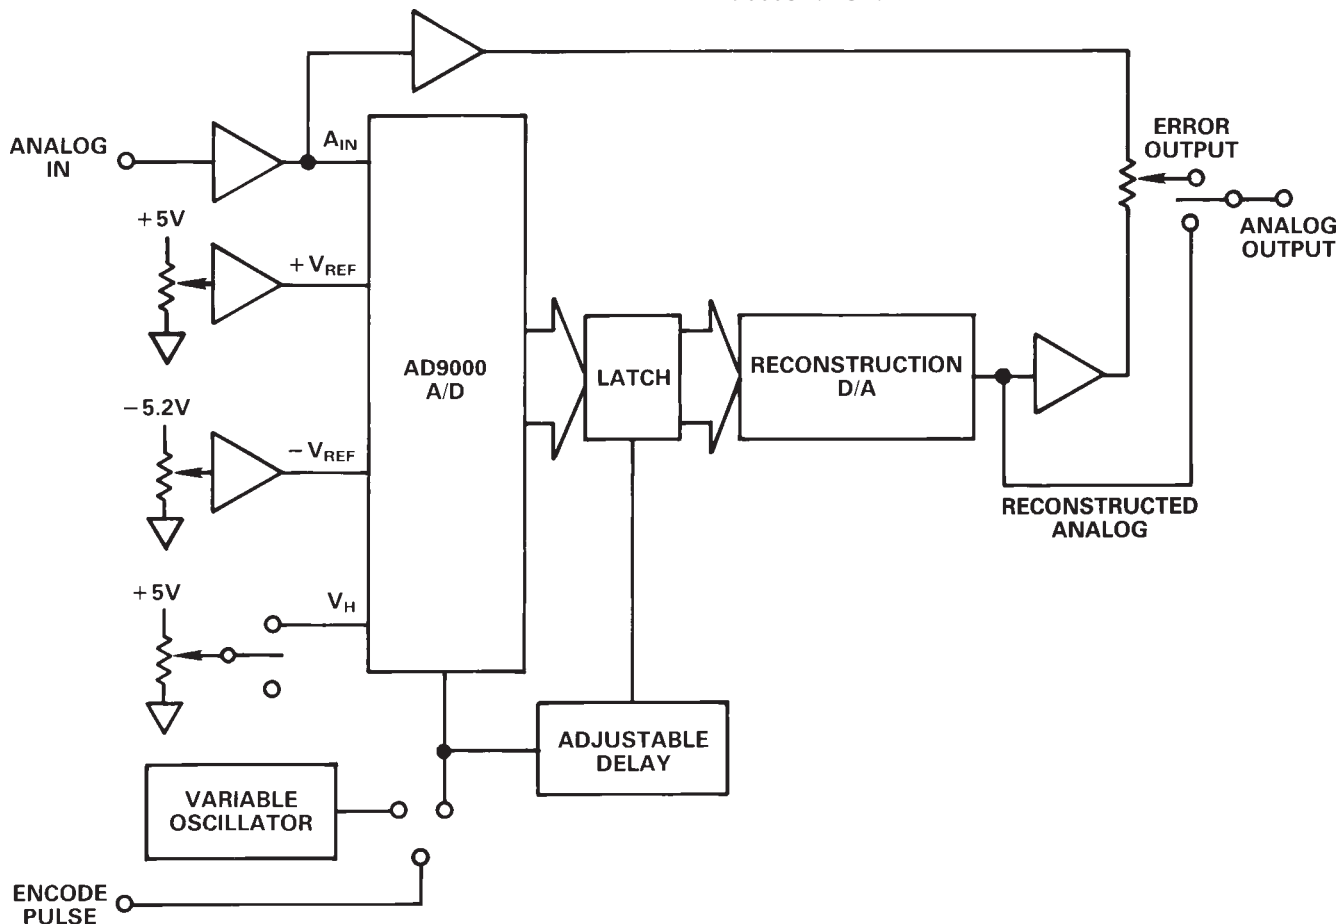 ANALOG
IN
A_IN
ERROR
OUTPUT
ANALOG
OUTPUT
+5V
+V_REF
AD9000
A/D
LATCH
RECONSTRUCTION
D/A
−5.2V
−V_REF
RECONSTRUCTED
ANALOG
+5V
V_H
ADJUSTABLE
DELAY
VARIABLE
OSCILLATOR
ENCODE
PULSE